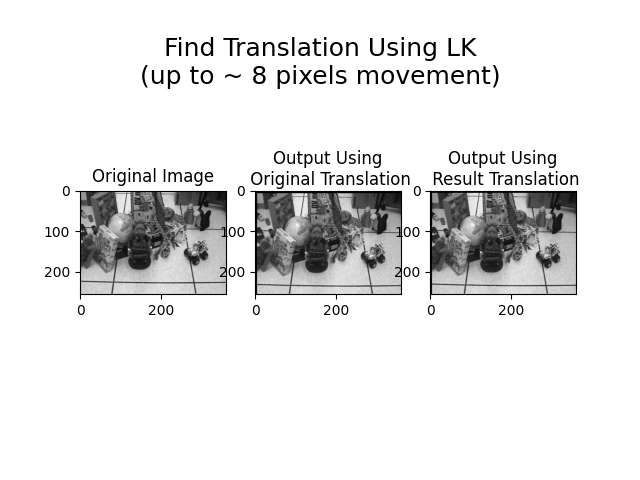 Find Translation Using LK
(up to ~ 8 pixels movement)
Original Image
Output Using
Original Translation
Output Using
Result Translation
0
100
200
0
200
0
100
200
0
200
0
100
200
0
200